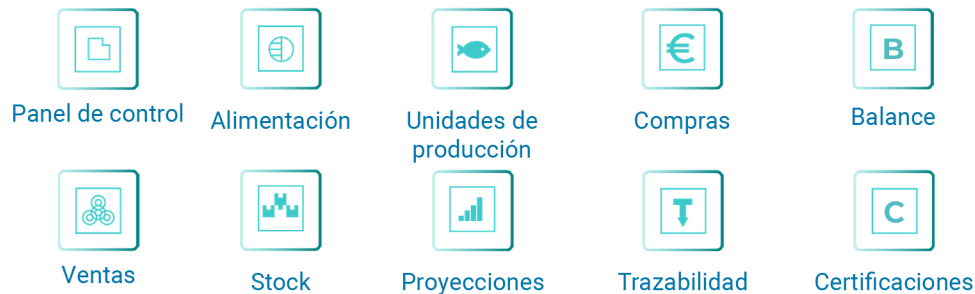 €
B
Panel de control
Alimentación
Unidades de
producción
Compras
Balance
T
C
Ventas
Stock
Proyecciones
Trazabilidad
Certificaciones